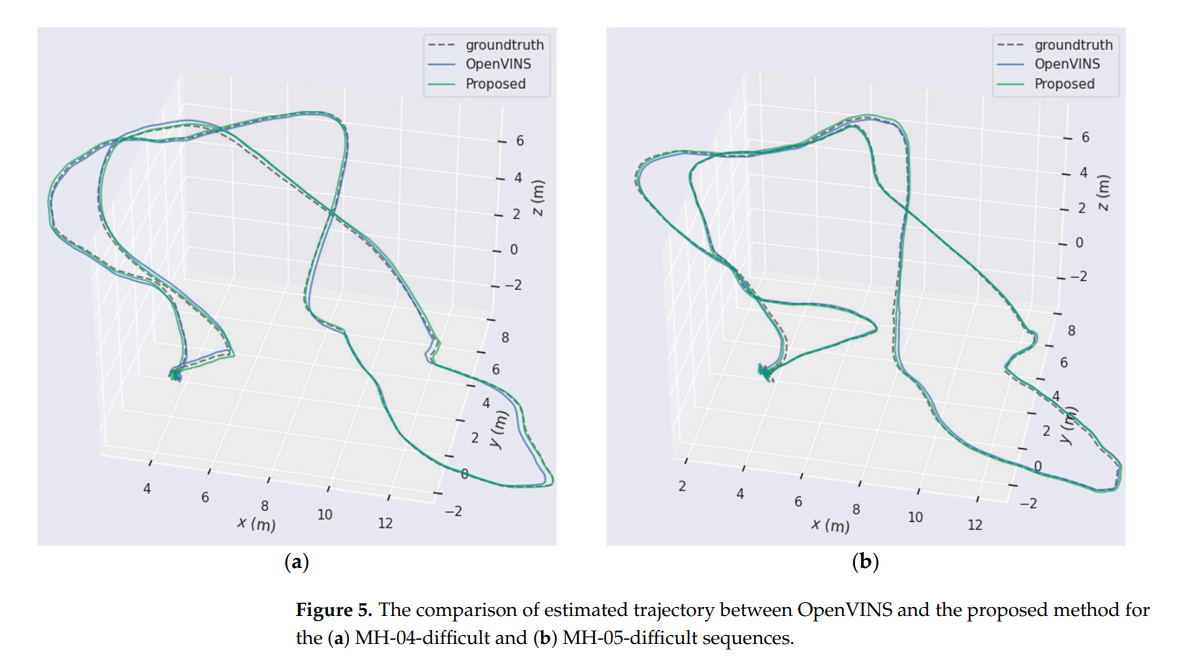 groundtruth
OpenVINS
Proposed
6
4
2
0
−2
z (m)
8
6
4
2
0
−2
y (m)
4
6
8
10
12
x (m)
(a)
groundtruth
OpenVINS
Proposed
6
4
2
0
−2
z (m)
8
6
4
2
0
−2
y (m)
2
4
6
8
10
12
x (m)
(b)
Figure 5. The comparison of estimated trajectory between OpenVINS and the proposed method for
the (a) MH-04-difficult and (b) MH-05-difficult sequences.